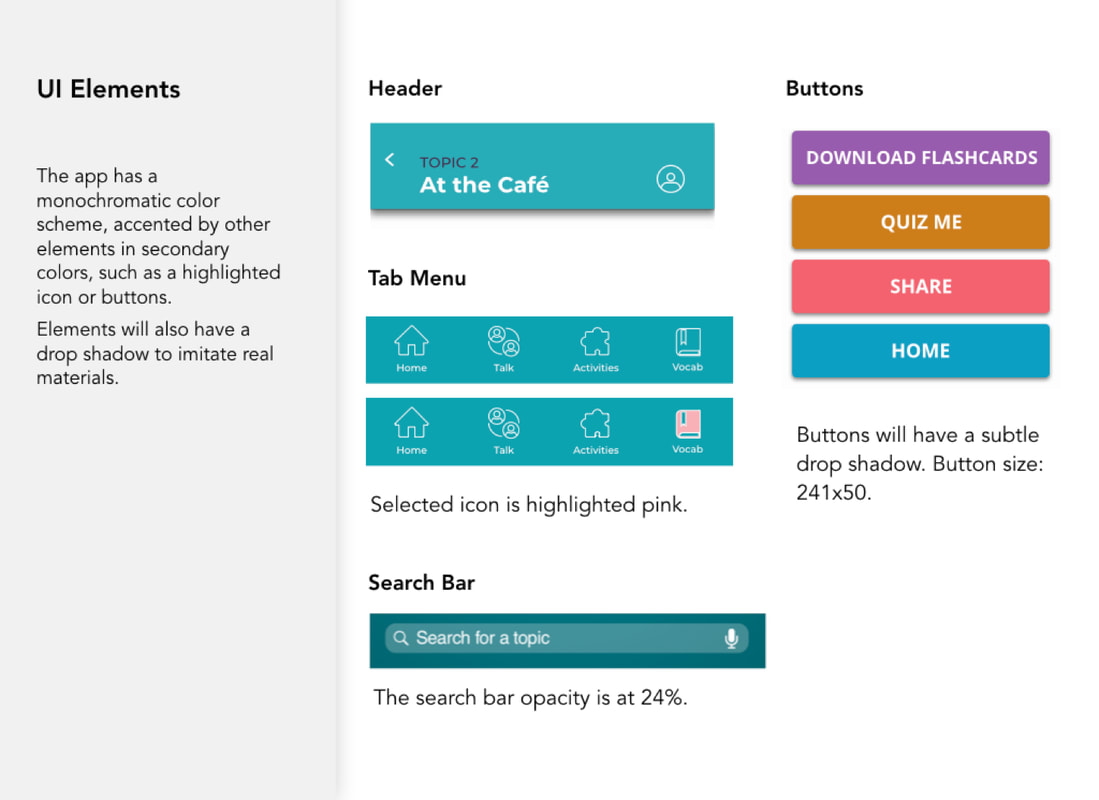 UI Elements
The app has a
monochromatic color
scheme, accented by other
elements in secondary
colors, such as a highlighted
icon or buttons.
Elements will also have a
drop shadow to imitate real
materials.
Header
TOPIC 2
At the Café
Tab Menu
Home Talk Activities Vocab
Home Talk Activities Vocab
Selected icon is highlighted pink.
Search Bar
Search for a topic
The search bar opacity is at 24%.
Buttons
DOWNLOAD FLASHCARDS
QUIZ ME
SHARE
HOME
Buttons will have a subtle
drop shadow. Button size:
241x50.